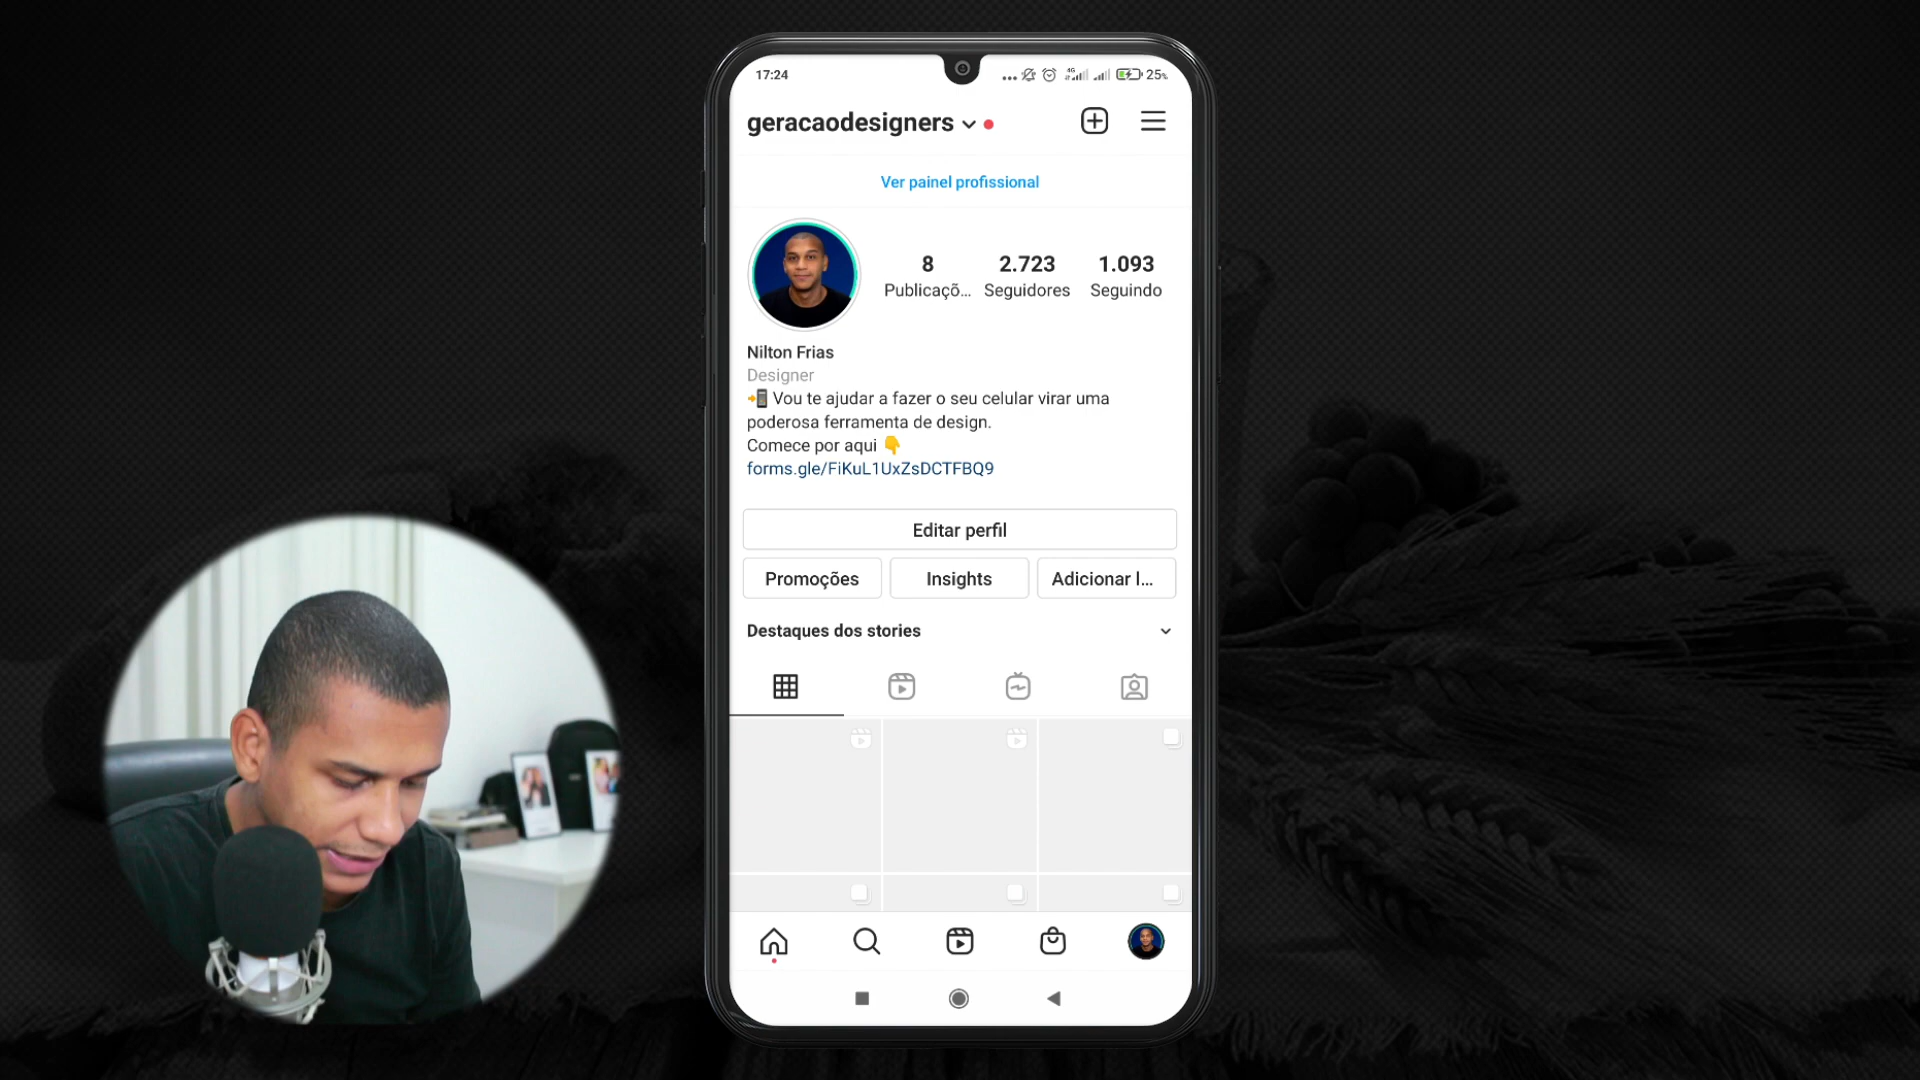 17:24
4G
25%
geracaodesigners
Ver painel profissional
8
2.723
1.093
Publicaçõ...
Seguidores
Seguindo
Nilton Frias
Designer
📲 Vou te ajudar a fazer o seu celular virar uma
poderosa ferramenta de design.
Comece por aqui 👇
forms.gle/FiKuL1UxZsDCTFBQ9
Editar perfil
Promoções
Insights
Adicionar l...
Destaques dos stories